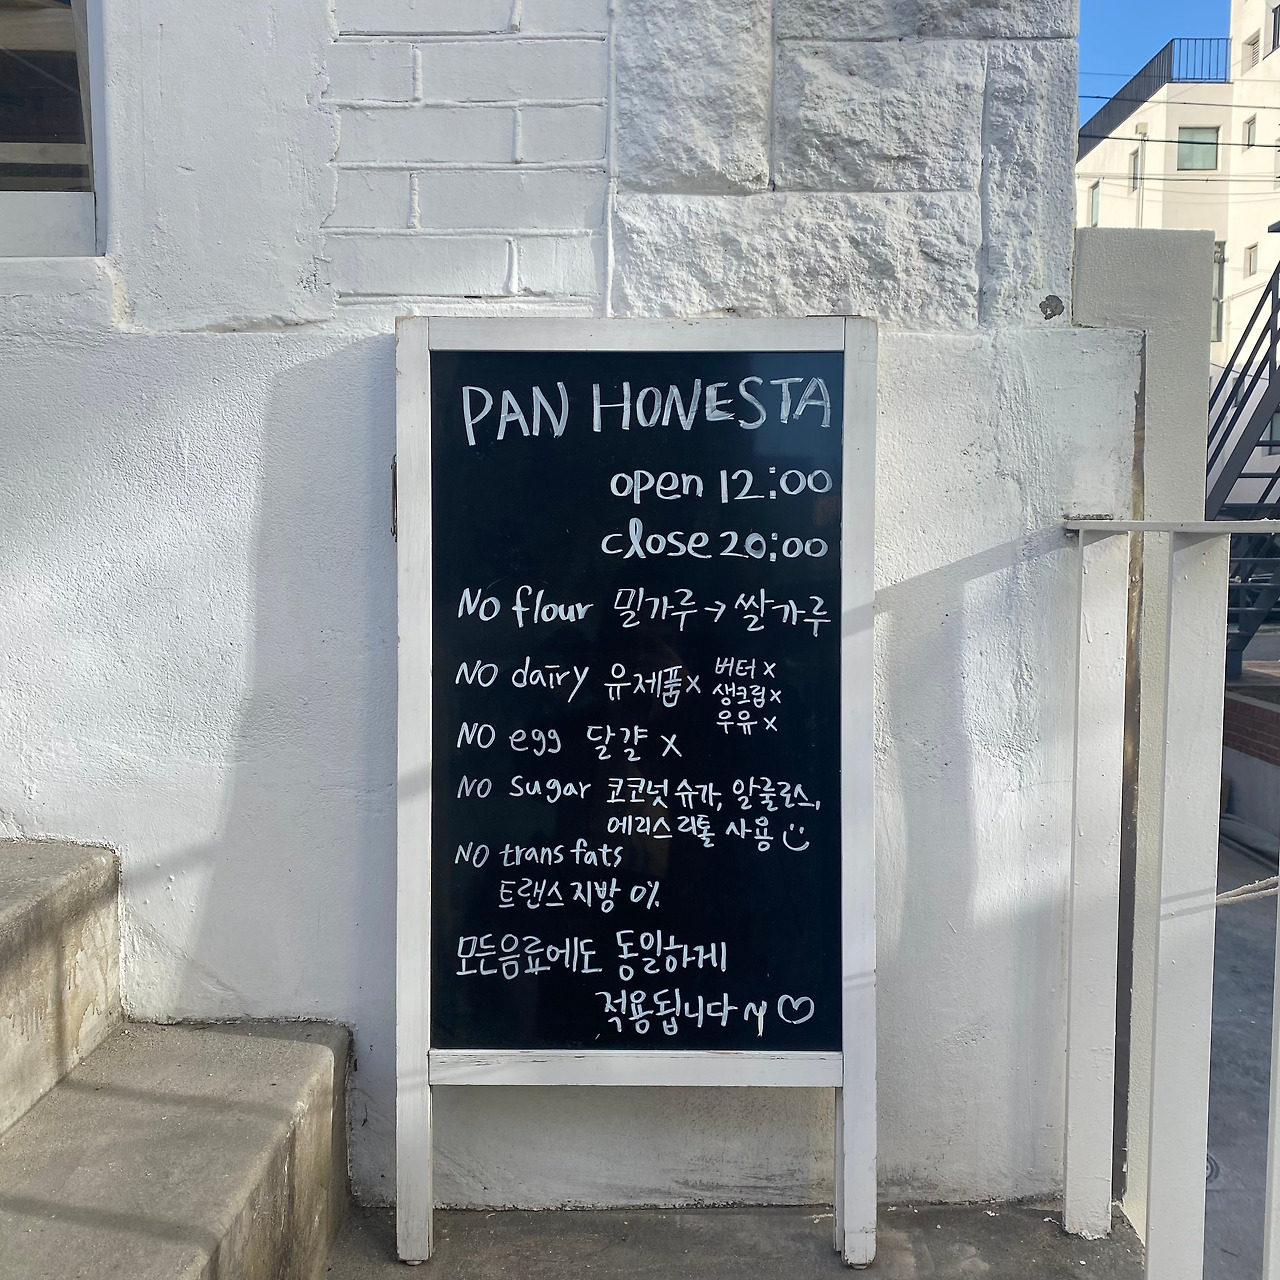 PAN HONESTA
open 12:00
close 20:00
NO flour 밀가루 → 쌀가루
NO dairy 유제품x 버터 x
생크림x
우유 x
NO egg 달걀 x
NO sugar 코코넛 슈가, 알룰로스,
에리스리톨 사용
NO trans fats
트랜스 지방 0%
모든음료에도 동일하게
적용됩니다~♡